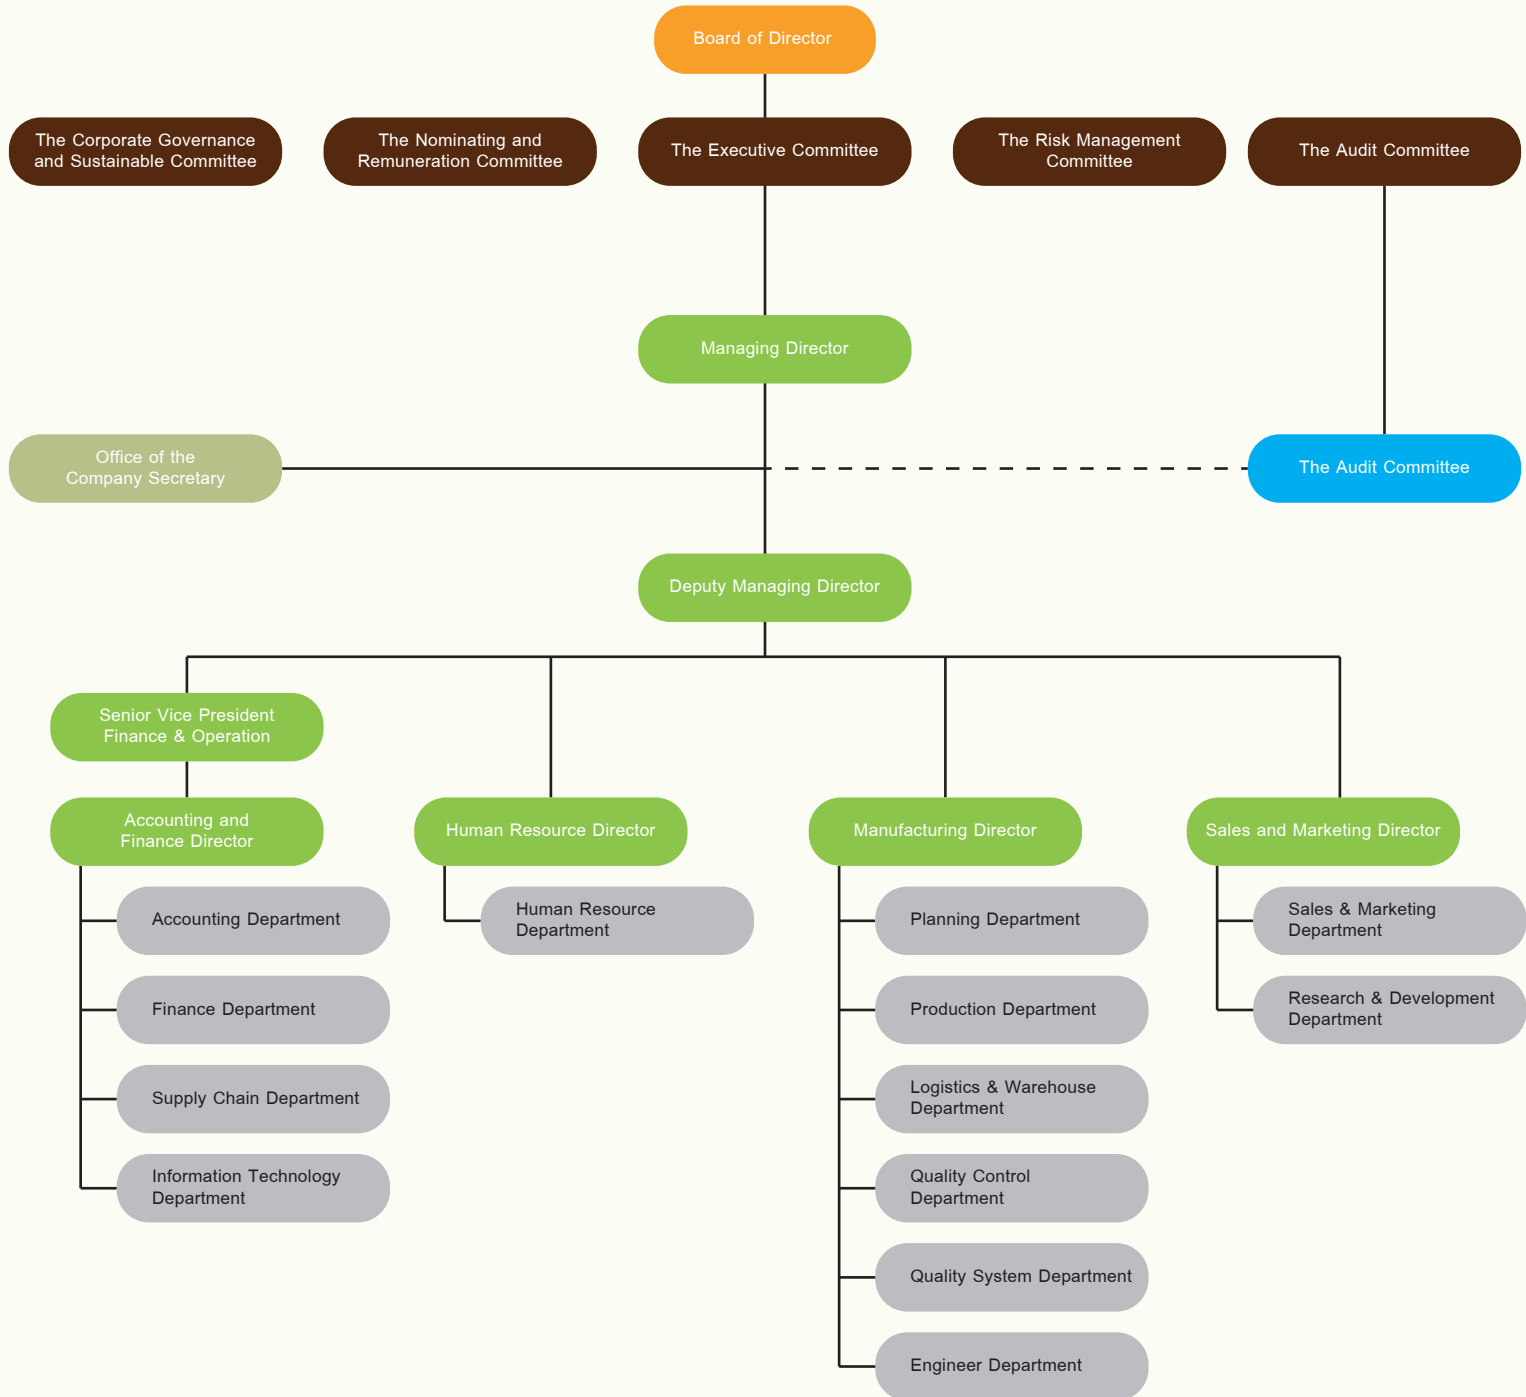 Board of Director
The Corporate Governance
and Sustainable Committee
The Nominating and
Remuneration Committee
The Executive Committee
The Risk Management
Committee
The Audit Committee
Managing Director
Office of the
Company Secretary
The Audit Committee
Deputy Managing Director
Senior Vice President
Finance & Operation
Accounting and
Finance Director
Accounting Department
Finance Department
Supply Chain Department
Information Technology
Department
Human Resource Director
Human Resource
Department
Manufacturing Director
Planning Department
Production Department
Logistics & Warehouse
Department
Quality Control
Department
Quality System Department
Engineer Department
Sales and Marketing Director
Sales & Marketing
Department
Research & Development
Department